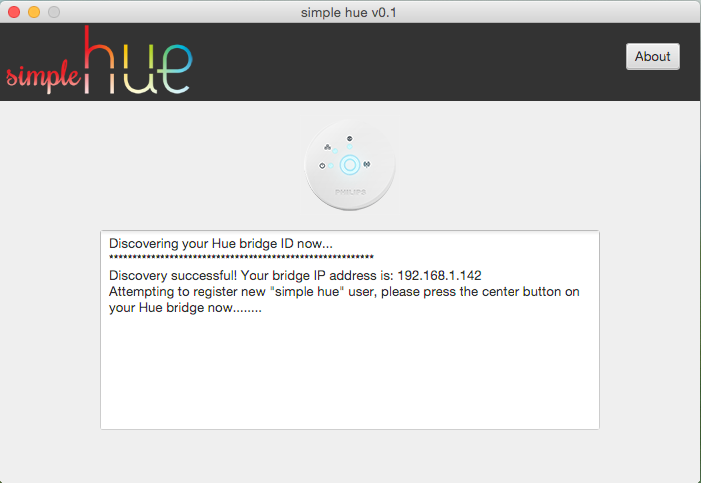 simple hue v0.1
simple hue
About
PHILIPS
Discovering your Hue bridge ID now...
*********************************************************
Discovery successful! Your bridge IP address is: 192.168.1.142
Attempting to register new "simple hue" user, please press the center button on
your Hue bridge now........